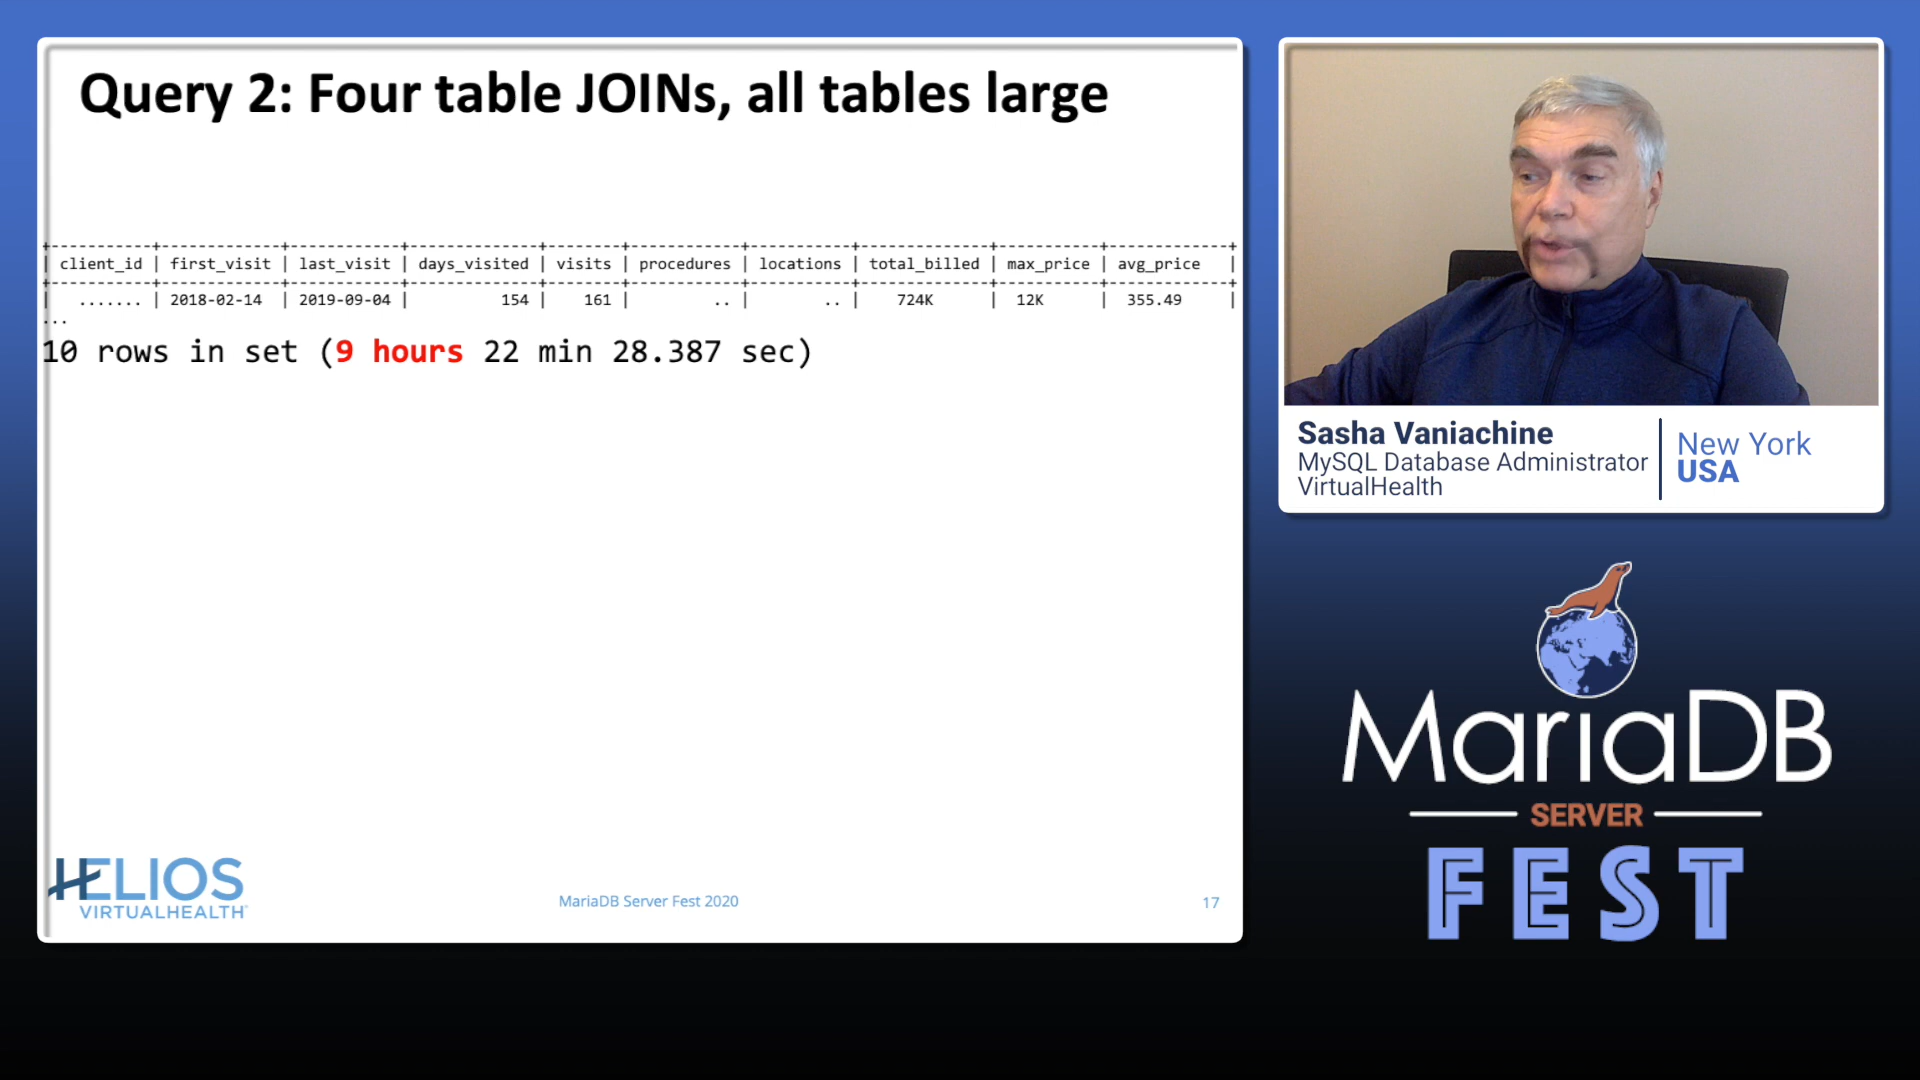 Query 2: Four table JOINs, all tables large
+-----------+-------------+------------+--------------+--------+------------+-----------+--------------+-----------+-------------+
| client_id | first_visit | last_visit | days_visited | visits | procedures | locations | total_billed | max_price | avg_price |
+-----------+-------------+------------+--------------+--------+------------+-----------+--------------+-----------+-------------+
| ....... | 2018-02-14 | 2019-09-04 | 154 | 161 | .. | .. | 724K | 12K | 355.49 |
...
10 rows in set (9 hours 22 min 28.387 sec)
HELIOS
VIRTUALHEALTH
MariaDB Server Fest 2020
17
Sasha Vaniachine
MySQL Database Administrator
VirtualHealth
New York
USA
MariaDB
SERVER
FEST